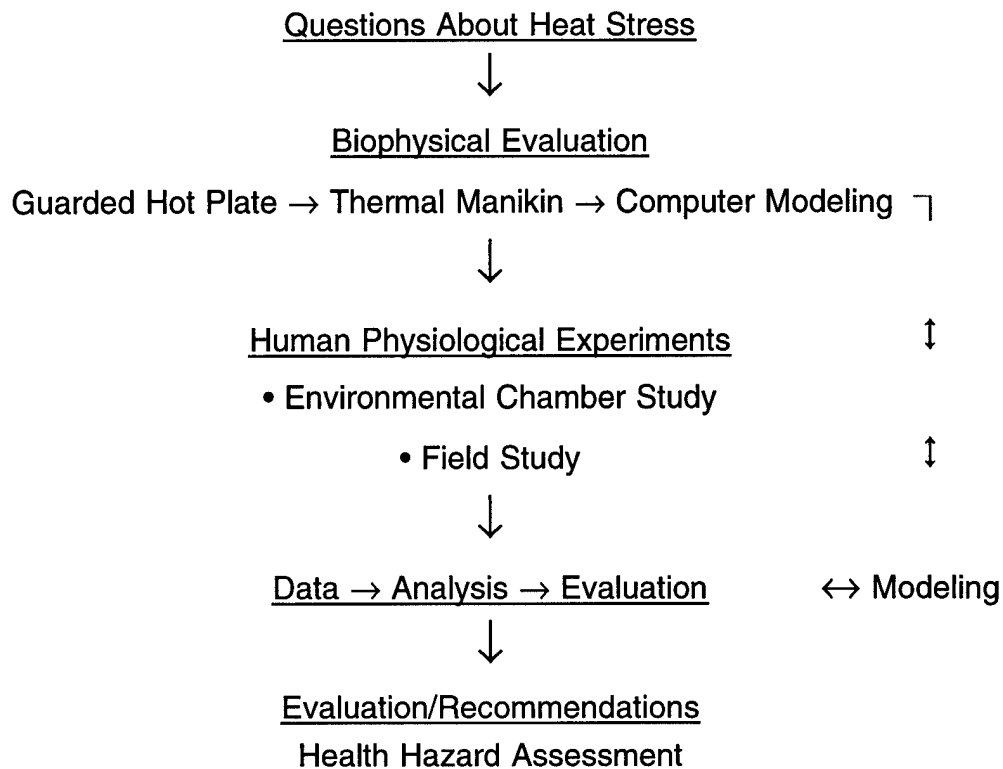 Questions About Heat Stress
↓
Biophysical Evaluation
Guarded Hot Plate → Thermal Manikin → Computer Modeling ┐
↓
Human Physiological Experiments ↕
• Environmental Chamber Study
• Field Study ↕
↓
Data → Analysis → Evaluation ↔ Modeling
↓
Evaluation/Recommendations
Health Hazard Assessment